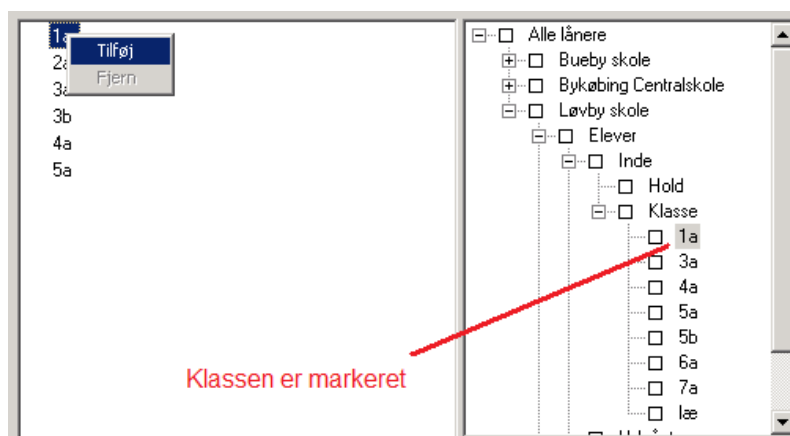 1a
Tilføj
2a
Fjern
3a
3b
4a
5a
Klassen er markeret
Alle lånere
Bueby skole
Bykøbing Centralskole
Løvby skole
Elever
Inde
Hold
Klasse
1a
3a
4a
5a
5b
6a
7a
læ